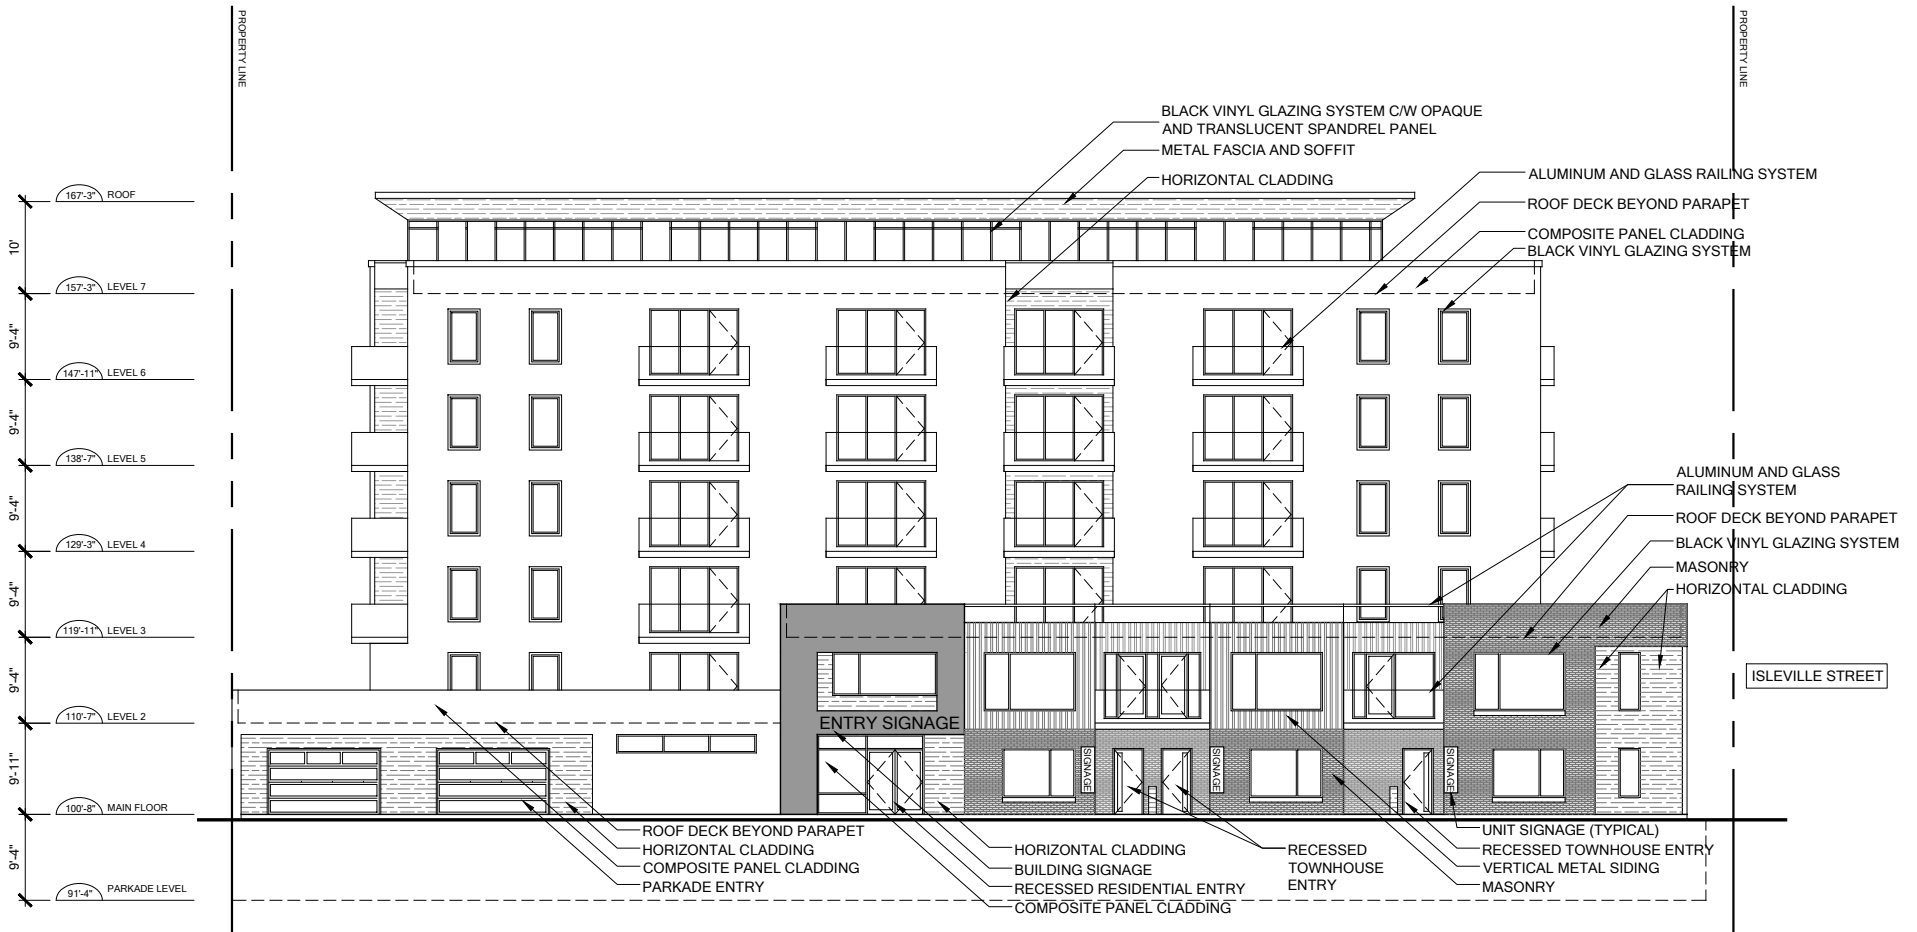 PROPERTY LINE
PROPERTY LINE
BLACK VINYL GLAZING SYSTEM C/W OPAQUE
AND TRANSLUCENT SPANDREL PANEL
METAL FASCIA AND SOFFIT
HORIZONTAL CLADDING
ALUMINUM AND GLASS RAILING SYSTEM
ROOF DECK BEYOND PARAPET
COMPOSITE PANEL CLADDING
BLACK VINYL GLAZING SYSTEM
167'-3" ROOF
10'
157'-3" LEVEL 7
9'-4"
147'-11" LEVEL 6
9'-4"
138'-7" LEVEL 5
9'-4"
129'-3" LEVEL 4
9'-4"
119'-11" LEVEL 3
9'-4"
110'-7" LEVEL 2
9'-11"
100'-8" MAIN FLOOR
9'-4"
91'-4" PARKADE LEVEL
ALUMINUM AND GLASS
RAILING SYSTEM
ROOF DECK BEYOND PARAPET
BLACK VINYL GLAZING SYSTEM
MASONRY
HORIZONTAL CLADDING
ISLEVILLE STREET
ENTRY SIGNAGE
SIGNAGE
SIGNAGE
SIGNAGE
ROOF DECK BEYOND PARAPET
HORIZONTAL CLADDING
COMPOSITE PANEL CLADDING
PARKADE ENTRY
HORIZONTAL CLADDING
BUILDING SIGNAGE
RECESSED RESIDENTIAL ENTRY
COMPOSITE PANEL CLADDING
RECESSED
TOWNHOUSE
ENTRY
UNIT SIGNAGE (TYPICAL)
RECESSED TOWNHOUSE ENTRY
VERTICAL METAL SIDING
MASONRY